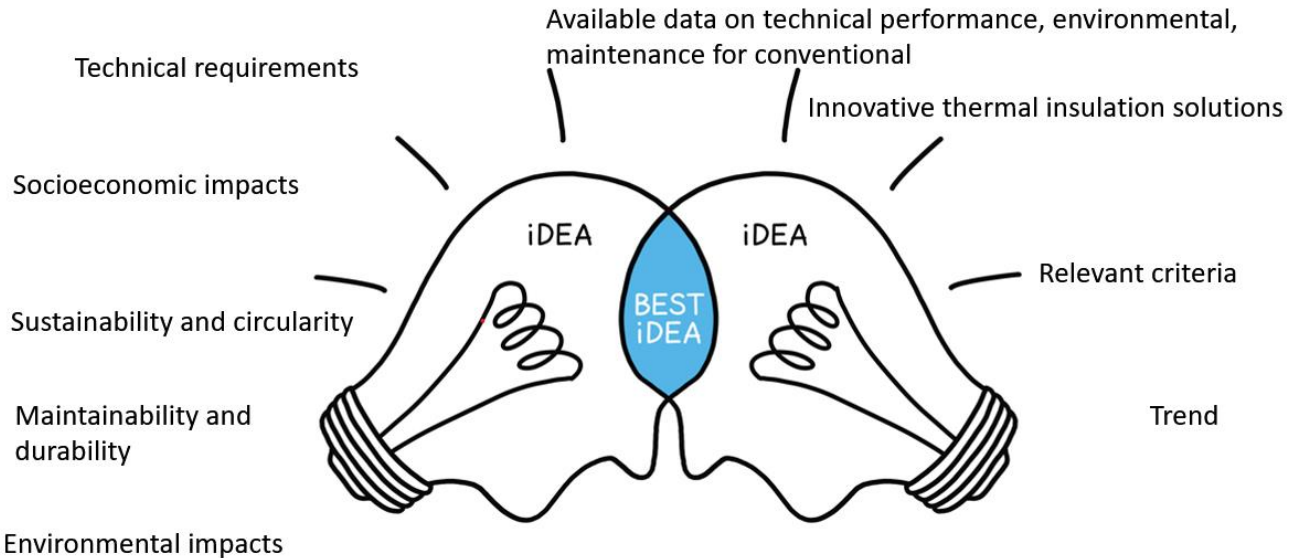 Available data on technical performance, environmental,
maintenance for conventional
Technical requirements
Innovative thermal insulation solutions
Socioeconomic impacts
iDEA
iDEA
Relevant criteria
BEST
iDEA
Sustainability and circularity
Maintainability and
durability
Trend
Environmental impacts